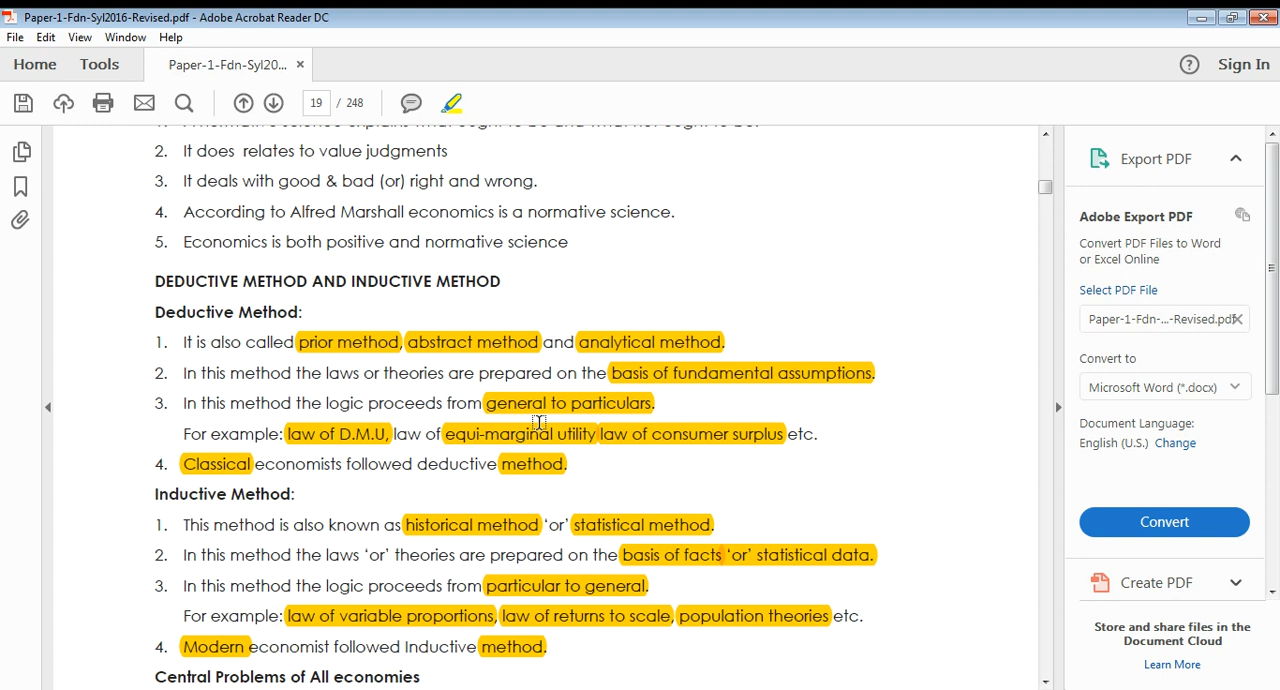 Paper-1-Fdn-Syl2016-Revised.pdf - Adobe Acrobat Reader DC
File Edit View Window Help
Home Tools Paper-1-Fdn-Syl20... × Sign In
19 / 248
2. It does relates to value judgments
3. It deals with good & bad (or) right and wrong.
4. According to Alfred Marshall economics is a normative science.
5. Economics is both positive and normative science
DEDUCTIVE METHOD AND INDUCTIVE METHOD
Deductive Method:
1. It is also called prior method, abstract method and analytical method.
2. In this method the laws or theories are prepared on the basis of fundamental assumptions.
3. In this method the logic proceeds from general to particulars.
For example: law of D.M.U, law of equi-marginal utility law of consumer surplus etc.
4. Classical economists followed deductive method.
Inductive Method:
1. This method is also known as historical method ‘or’ statistical method.
2. In this method the laws ‘or’ theories are prepared on the basis of facts ‘or’ statistical data.
3. In this method the logic proceeds from particular to general.
For example: law of variable proportions, law of returns to scale, population theories etc.
4. Modern economist followed Inductive method.
Central Problems of All economies
Export PDF
Adobe Export PDF
Convert PDF Files to Word
or Excel Online
Select PDF File
Paper-1-Fdn-...-Revised.pdf
Convert to
Microsoft Word (*.docx)
Document Language:
English (U.S.) Change
Convert
Create PDF
Store and share files in the
Document Cloud
Learn More